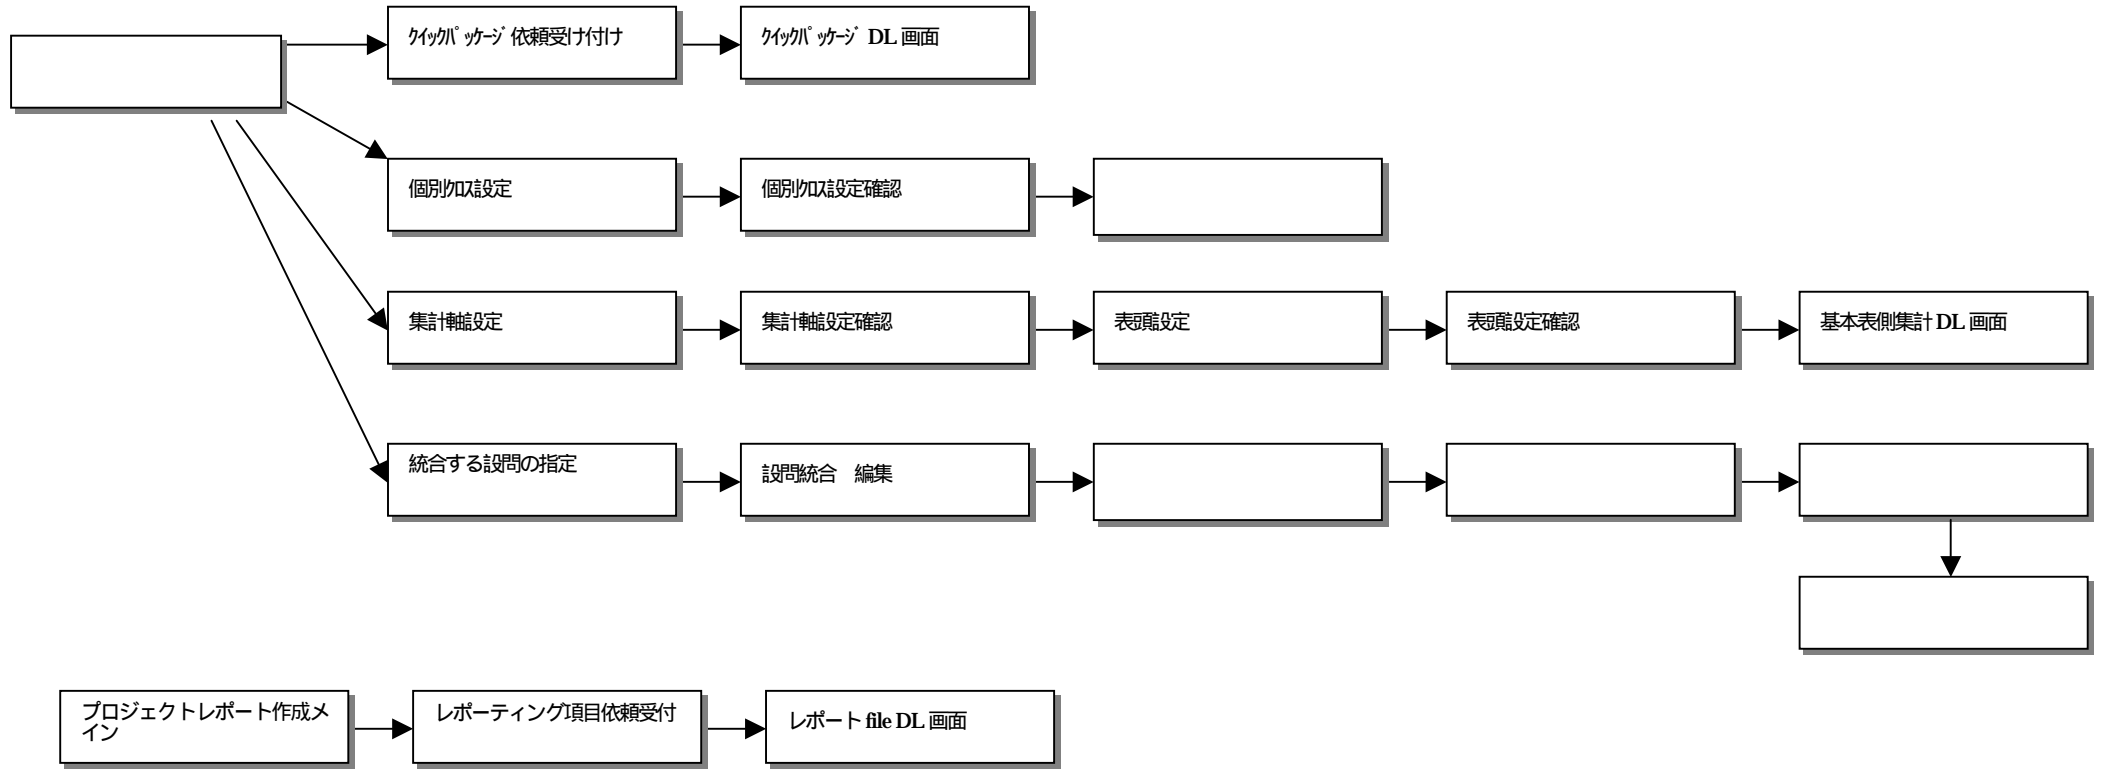 ｸｲｯｸﾊﾟｯｹｰｼﾞ依頼受け付け
ｸｲｯｸﾊﾟｯｹｰｼﾞ DL 画面
個別ｸﾛｽ設定
個別ｸﾛｽ設定確認
集計軸設定
集計軸設定確認
表頭設定
表頭設定確認
基本表側集計 DL 画面
統合する設問の指定
設問統合　編集
プロジェクトレポート作成メ
イン
レポーティング項目依頼受付
レポート file DL 画面